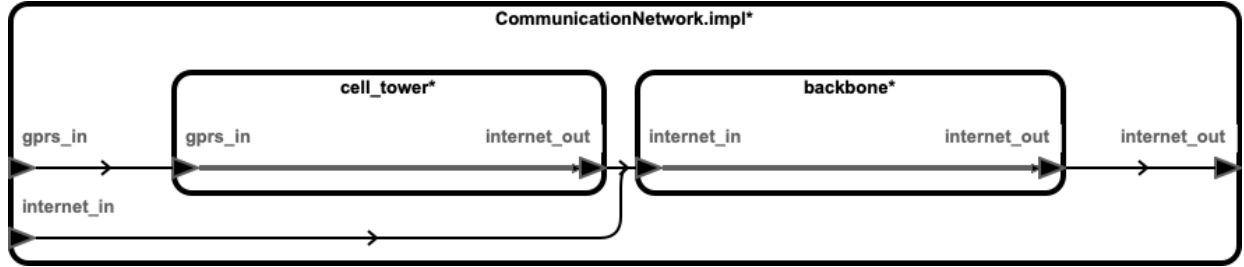 CommunicationNetwork.impl*
cell_tower*
backbone*
gprs_in
gprs_in
internet_out
internet_in
internet_out
internet_out
internet_in